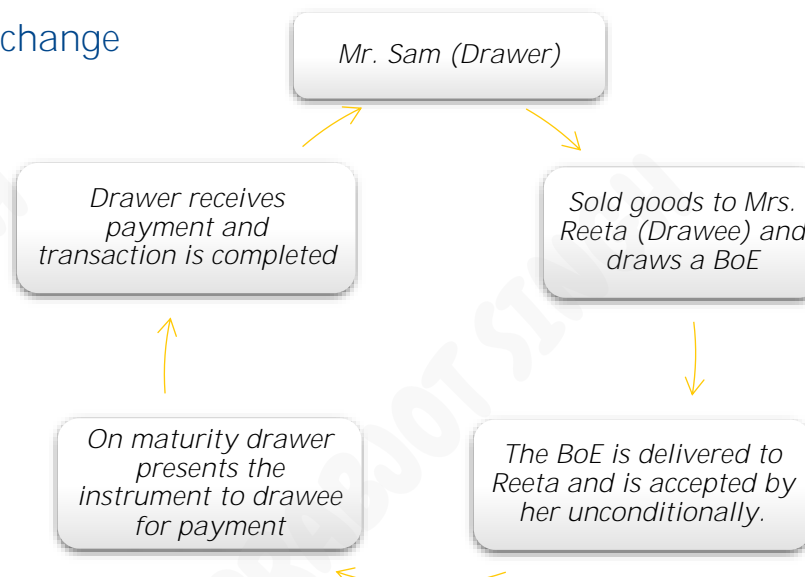 change
Mr. Sam (Drawer)
Sold goods to Mrs.
Reeta (Drawee) and
draws a BoE
The BoE is delivered to
Reeta and is accepted by
her unconditionally.
On maturity drawer
presents the
instrument to drawee
for payment
Drawer receives
payment and
transaction is completed